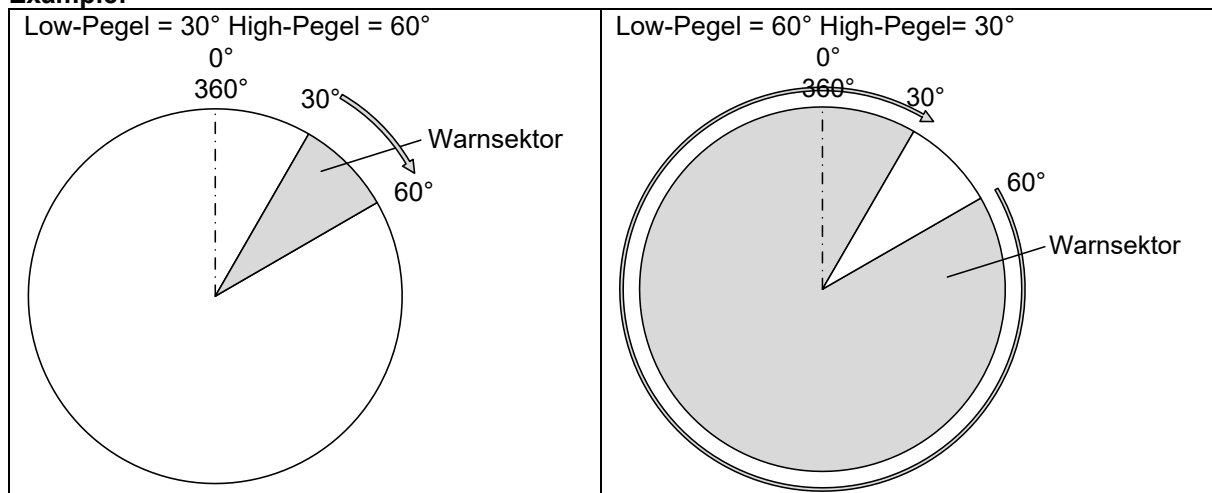 Example:
Low-Pegel = 30° High-Pegel = 60°
0°
360°
30°
Warnsektor
60°
Low-Pegel = 60° High-Pegel= 30°
0°
360°
30°
60°
Warnsektor